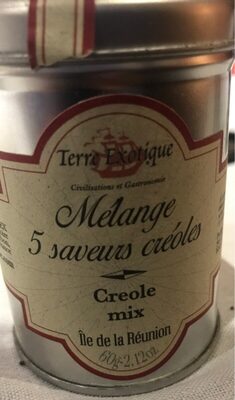 Terre Exotique
Civilisations et Gastronomie
Mélange
5 saveurs créoles
Creole
mix
Île de la Réunion
60g-2.12oz